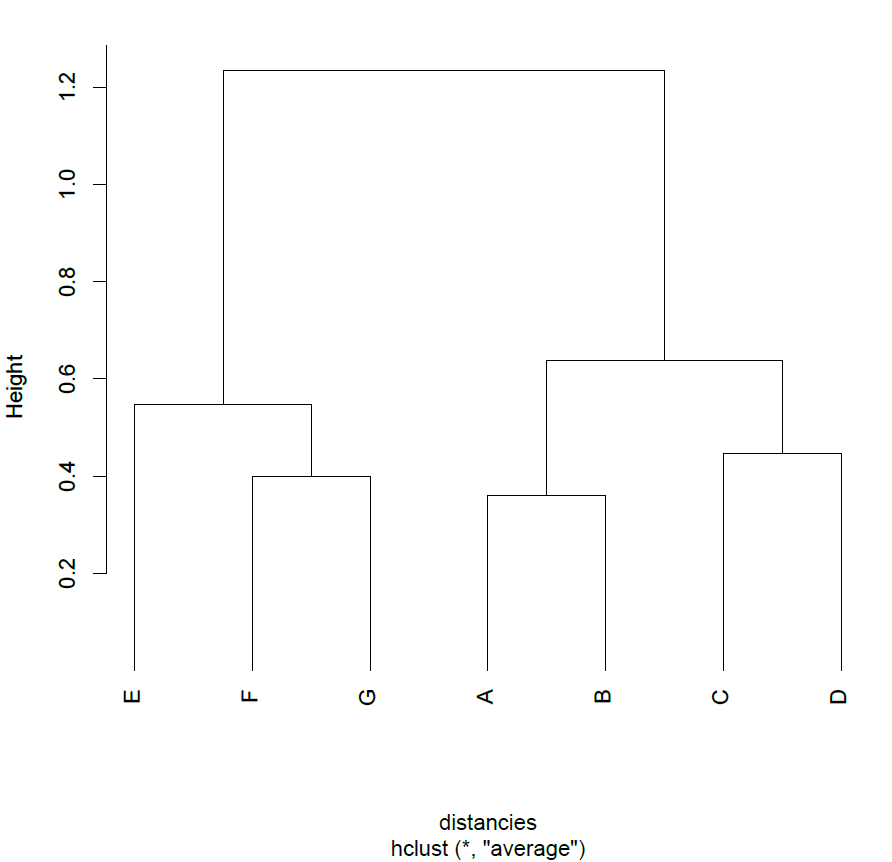 Height
1.2
1.0
0.8
0.6
0.4
0.2
E
F
G
A
B
C
D
distancies
hclust (*, "average")